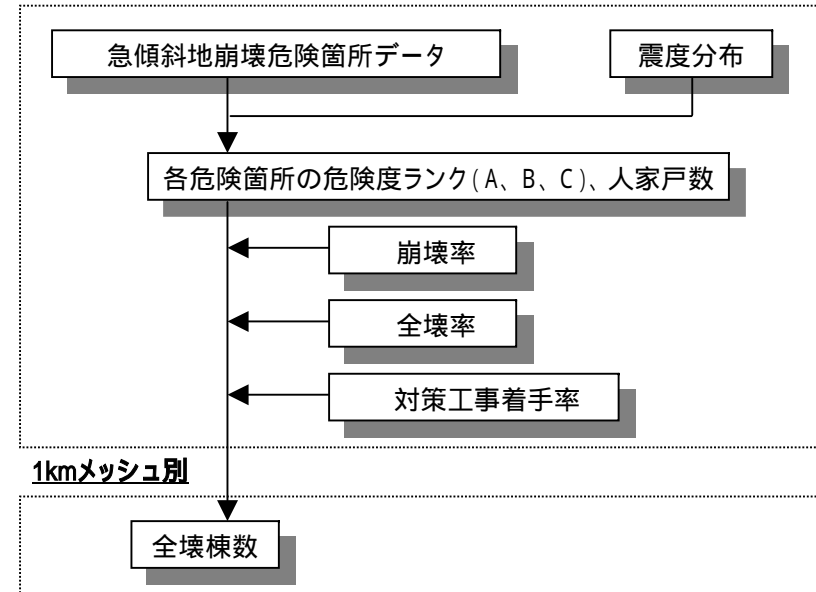 急傾斜地崩壊危険箇所データ
震度分布
各危険箇所の危険度ランク(A、B、C)、人家戸数
崩壊率
全壊率
対策工事着手率
1kmメッシュ別
全壊棟数